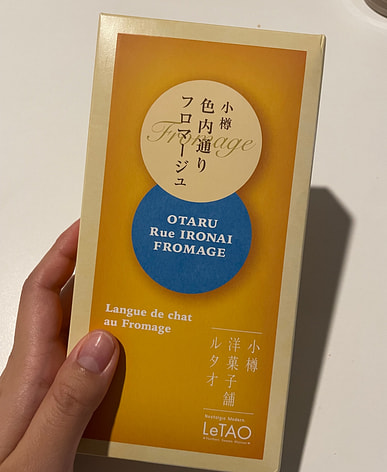 小樽
色内通り
フロマージュ
Fromage
OTARU
Rue IRONAI
FROMAGE
Langue de chat
au Fromage
小樽
洋菓子舗
ルタオ
LeTAO